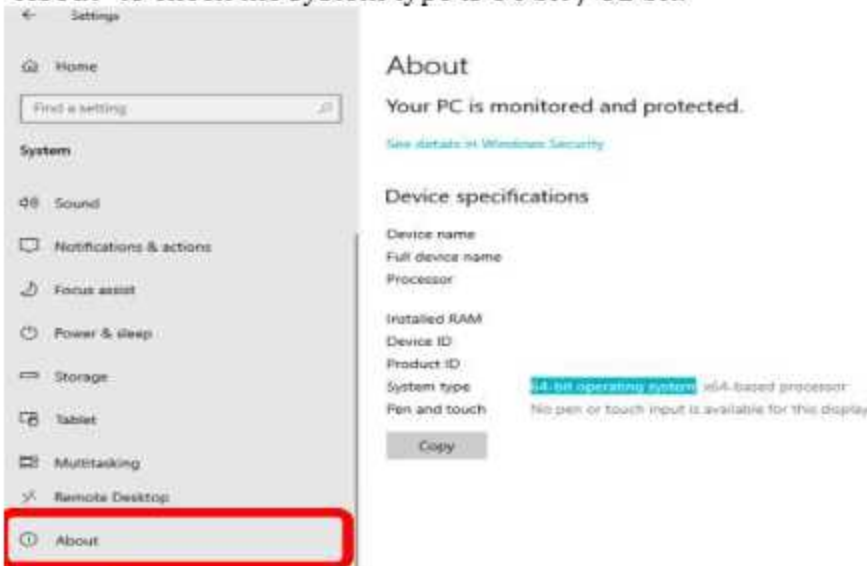 Settings
Home
Find a setting
System
Sound
Notifications & actions
Focus assist
Power & sleep
Storage
Tablet
Multitasking
Remote Desktop
About
About
Your PC is monitored and protected.
See details in Windows Security
Device specifications
Device name
Full device name
Processor
Installed RAM
Device ID
Product ID
System type 64-bit operating system, x64-based processor
Pen and touch No pen or touch input is available for this display
Copy